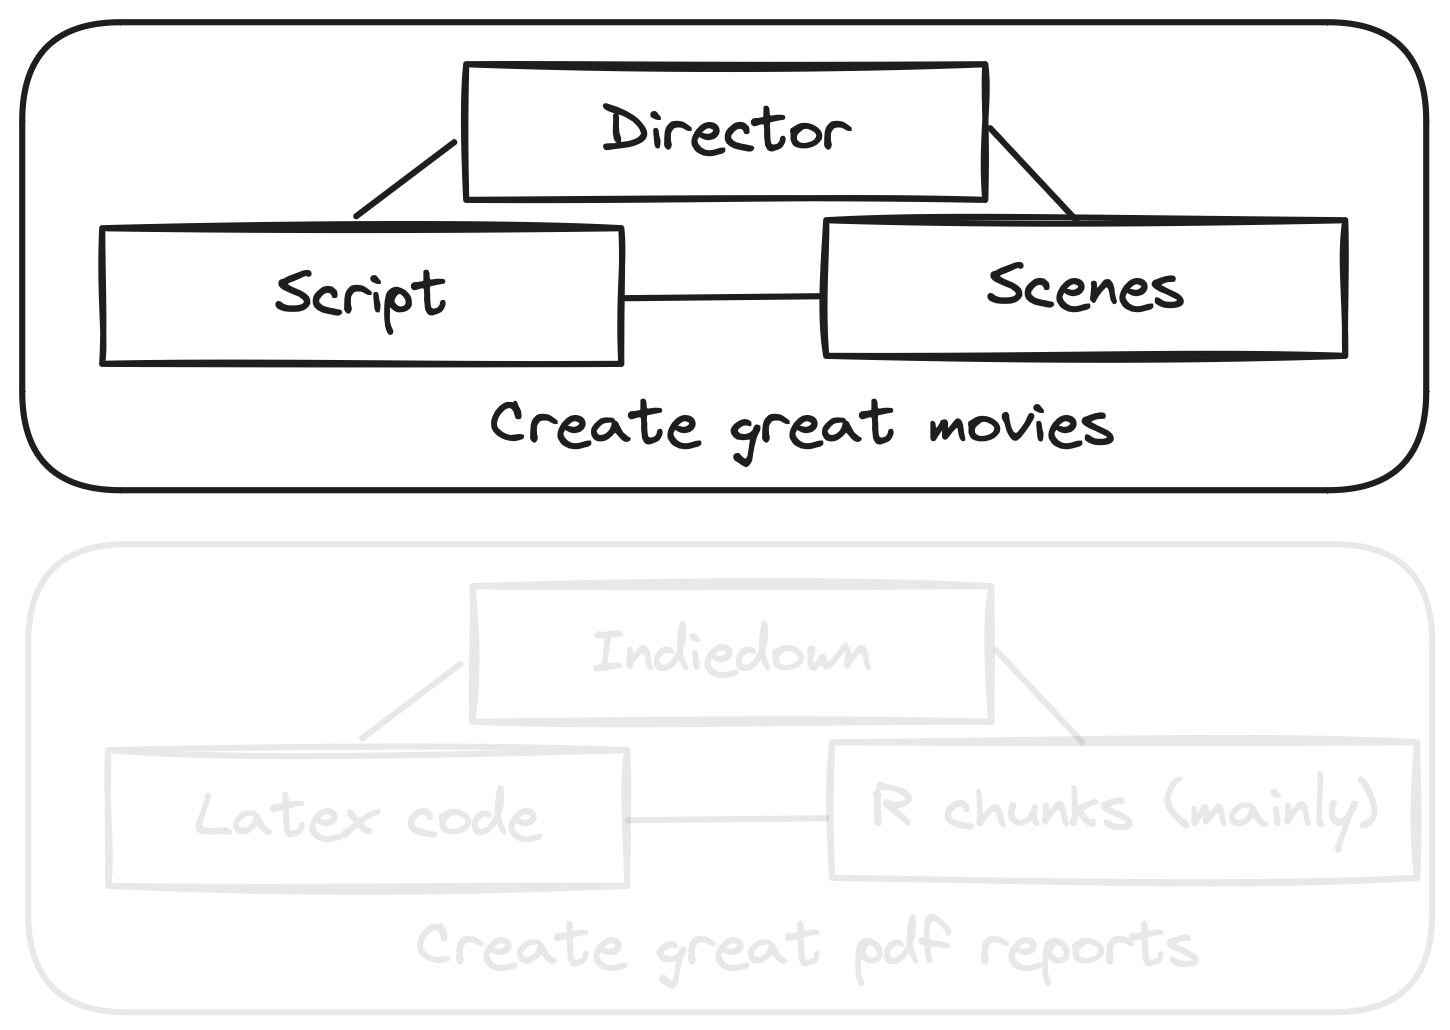 Director
Script
Scenes
Create great movies
Indiedown
Latex code
R chunks (mainly)
Create great pdf reports